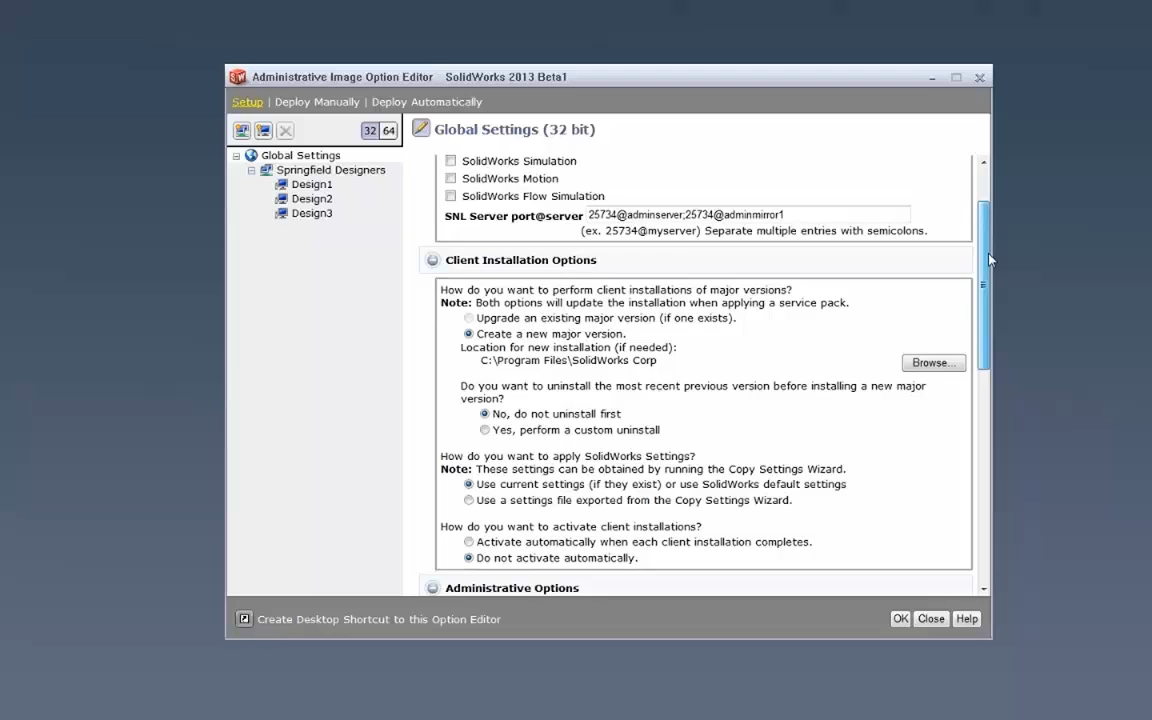 Administrative Image Option Editor SolidWorks 2013 Beta1
Setup | Deploy Manually | Deploy Automatically
32 64
Global Settings (32 bit)
Global Settings
Springfield Designers
Design1
Design2
Design3
SolidWorks Simulation
SolidWorks Motion
SolidWorks Flow Simulation
SNL Server port@server 25734@adminserver;25734@adminmirror1
(ex. 25734@myserver) Separate multiple entries with semicolons.
Client Installation Options
How do you want to perform client installations of major versions?
Note: Both options will update the installation when applying a service pack.
Upgrade an existing major version (if one exists).
Create a new major version.
Location for new installation (if needed):
C:\Program Files\SolidWorks Corp
Browse...
Do you want to uninstall the most recent previous version before installing a new major
version?
No, do not uninstall first
Yes, perform a custom uninstall
How do you want to apply SolidWorks Settings?
Note: These settings can be obtained by running the Copy Settings Wizard.
Use current settings (if they exist) or use SolidWorks default settings
Use a settings file exported from the Copy Settings Wizard.
How do you want to activate client installations?
Activate automatically when each client installation completes.
Do not activate automatically.
Administrative Options
Create Desktop Shortcut to this Option Editor
OK Close Help